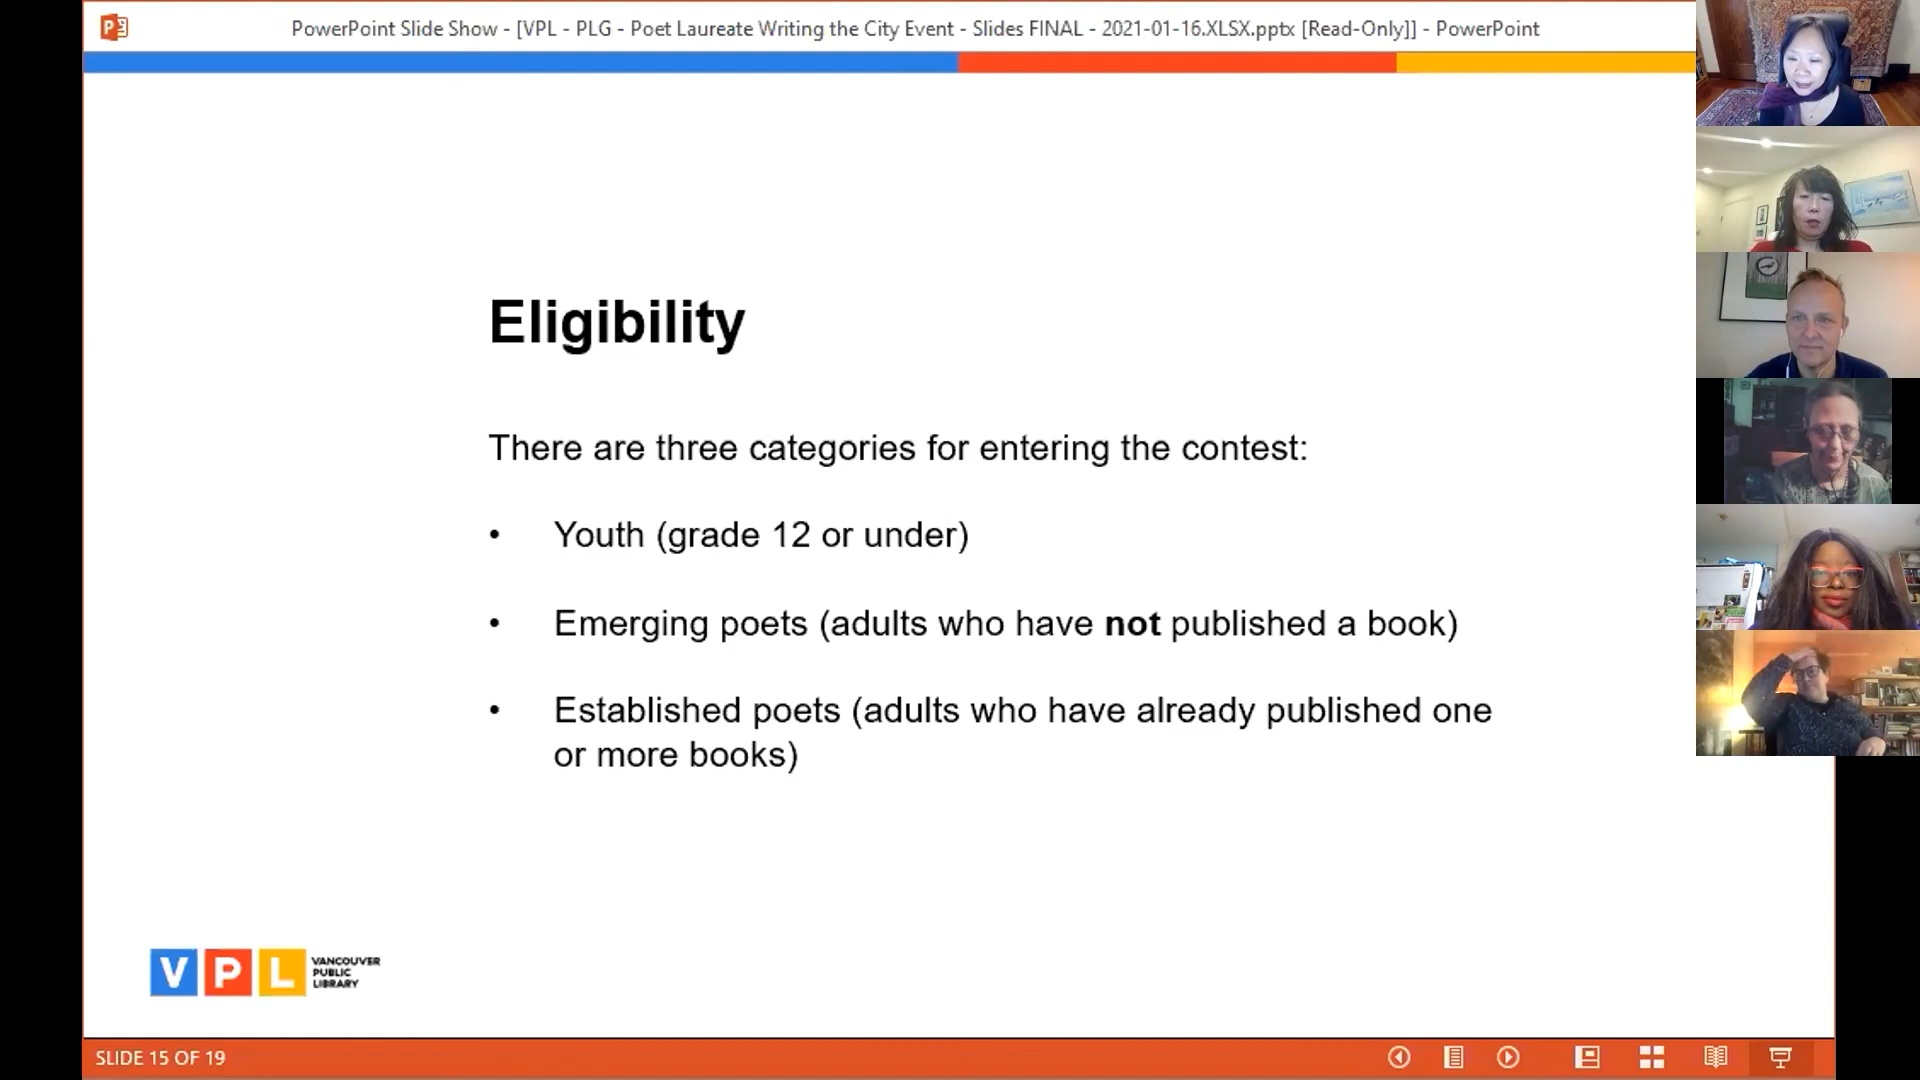 PowerPoint Slide Show - [VPL - PLG - Poet Laureate Writing the City Event - Slides FINAL - 2021-01-16.XLSX.pptx [Read-Only]] - PowerPoint
Eligibility
There are three categories for entering the contest:
• Youth (grade 12 or under)
• Emerging poets (adults who have not published a book)
• Established poets (adults who have already published one
or more books)
VPL
VANCOUVER
PUBLIC
LIBRARY
SLIDE 15 OF 19